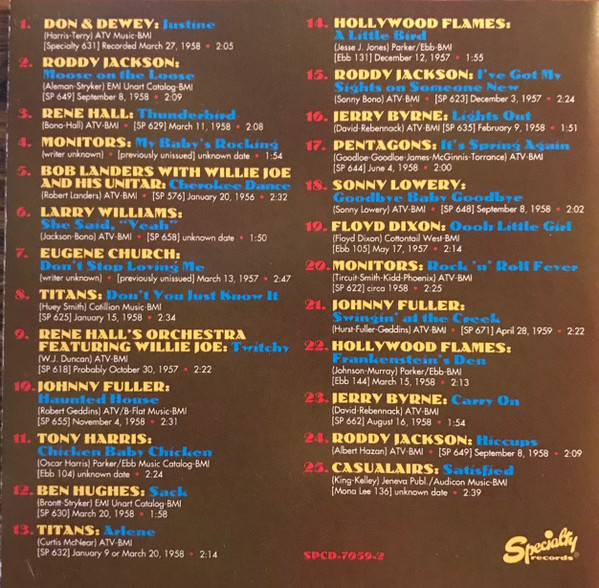 1. DON & DEWEY: Justine
(Harris-Terry) ATV Music-BMI
[Specialty 631] Recorded March 27, 1958 • 2:05
2. RODDY JACKSON:
Moose on the Loose
(Aleman-Stryker) EMI Unart Catalog-BMI
[SP 649] September 8, 1958 • 2:09
3. RENE HALL: Thunderbird
(Bono-Hall) ATV-BMI • [SP 629] March 11, 1958 • 2:08
4. MONITORS: My Baby's Rocking
(writer unknown) • [previously unissued] unknown date • 1:54
5. BOB LANDERS WITH WILLIE JOE
AND HIS UNITAR: Cherokee Dance
(Robert Landers) ATV-BMI • [SP 576] January 20, 1956 • 2:32
6. LARRY WILLIAMS:
She Said, "Yeah"
(Jackson-Bono) ATV-BMI • [SP 658] unknown date • 1:50
7. EUGENE CHURCH:
Don't Stop Loving Me
(writer unknown) • [previously unissued] March 13, 1957 • 2:47
8. TITANS: Don't You Just Know It
(Huey Smith) Cotillian Music-BMI
[SP 625] January 15, 1958 • 2:34
9. RENE HALL'S ORCHESTRA
FEATURING WILLIE JOE: Twitchy
(W.J. Duncan) ATV-BMI
[SP 618] Probably October 30, 1957 • 2:22
10. JOHNNY FULLER:
Haunted House
(Robert Geddins) ATV/B-Flat Music-BMI
[SP 655] November 4, 1958 • 2:31
11. TONY HARRIS:
Chicken Baby Chicken
(Oscar Harris) Parker/Ebb Music Catalog-BMI
[Ebb 104] unknown date • 2:24
12. BEN HUGHES: Sack
(Brontt-Stryker) EMI Unart Catalog-BMI
[SP 630] March 20, 1958 • 1:58
13. TITANS: Arlene
(Curtis McNear) ATV-BMI
[SP 632] January 9 or March 20, 1958 • 2:14
14. HOLLYWOOD FLAMES:
A Little Bird
(Jesse J. Jones) Parker/Ebb-BMI
[Ebb 131] December 12, 1957 • 1:55
15. RODDY JACKSON: I've Got My
Sights on Someone New
(Sonny Bono) ATV-BMI • [SP 623] December 3, 1957 • 2:24
16. JERRY BYRNE: Lights Out
(David-Rebennack) ATV-BMI [SP 635] February 9, 1958 • 1:51
17. PENTAGONS: It's Spring Again
(Goodloe-Goodloe-James-McGinnis-Torrance) ATV-BMI
[SP 644] June 4, 1958 • 2:00
18. SONNY LOWERY:
Goodbye Baby Goodbye
(Sonny Lowery) ATV-BMI • [SP 648] September 8, 1958 • 2:02
19. FLOYD DIXON: Oooh Little Girl
(Floyd Dixon) Cottontail West-BMI
[Ebb 105] May 17, 1957 • 2:14
20. MONITORS: Rock 'n' Roll Fever
(Tircuit-Smith-Kidd-Phoenix) ATV-BMI
[SP 622] circa 1958 • 2:25
21. JOHNNY FULLER:
Swingin' at the Creek
(Hurst-Fuller-Geddins) ATV-BMI • [SP 671] April 28, 1959 • 2:22
22. HOLLYWOOD FLAMES:
Frankenstein's Den
(Johnson-Murray) Parker/Ebb-BMI
[Ebb 144] March 15, 1958 • 2:13
23. JERRY BYRNE: Carry On
(David-Rebennack) ATV-BMI
[SP 662] August 16, 1958 • 1:54
24. RODDY JACKSON: Hiccups
(Albert Hazan) ATV-BMI • [SP 649] September 8, 1958 • 2:09
25. CASUALAIRS: Satisfied
(King-Kelley) Jeneva Publ./Audicon Music-BMI
[Mona Lee 136] unknown date • 2:39
SPCD-7059-2
Specialty
records®